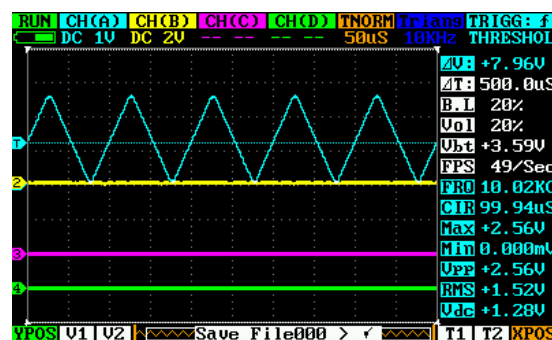 RUN CH(A) CH(B) CH(C) CH(D) TNORM Triang TRIGG: f
DC 1V DC 2V -- -- -- -- 50uS 10KHz THRESHOL
⊿V: +7.96V
⊿T: 500.0uS
B.L 20%
Vol 20%
Vbt +3.59V
FPS 49/Sec
FRQ 10.02KC
CIR 99.94uS
Max +2.56V
Min 0.000mV
VPP +2.56V
RMS +1.52V
Vdc +1.28V
T
2
3
4
YPOS V1 V2 Save File000 > T1 T2 XPOS